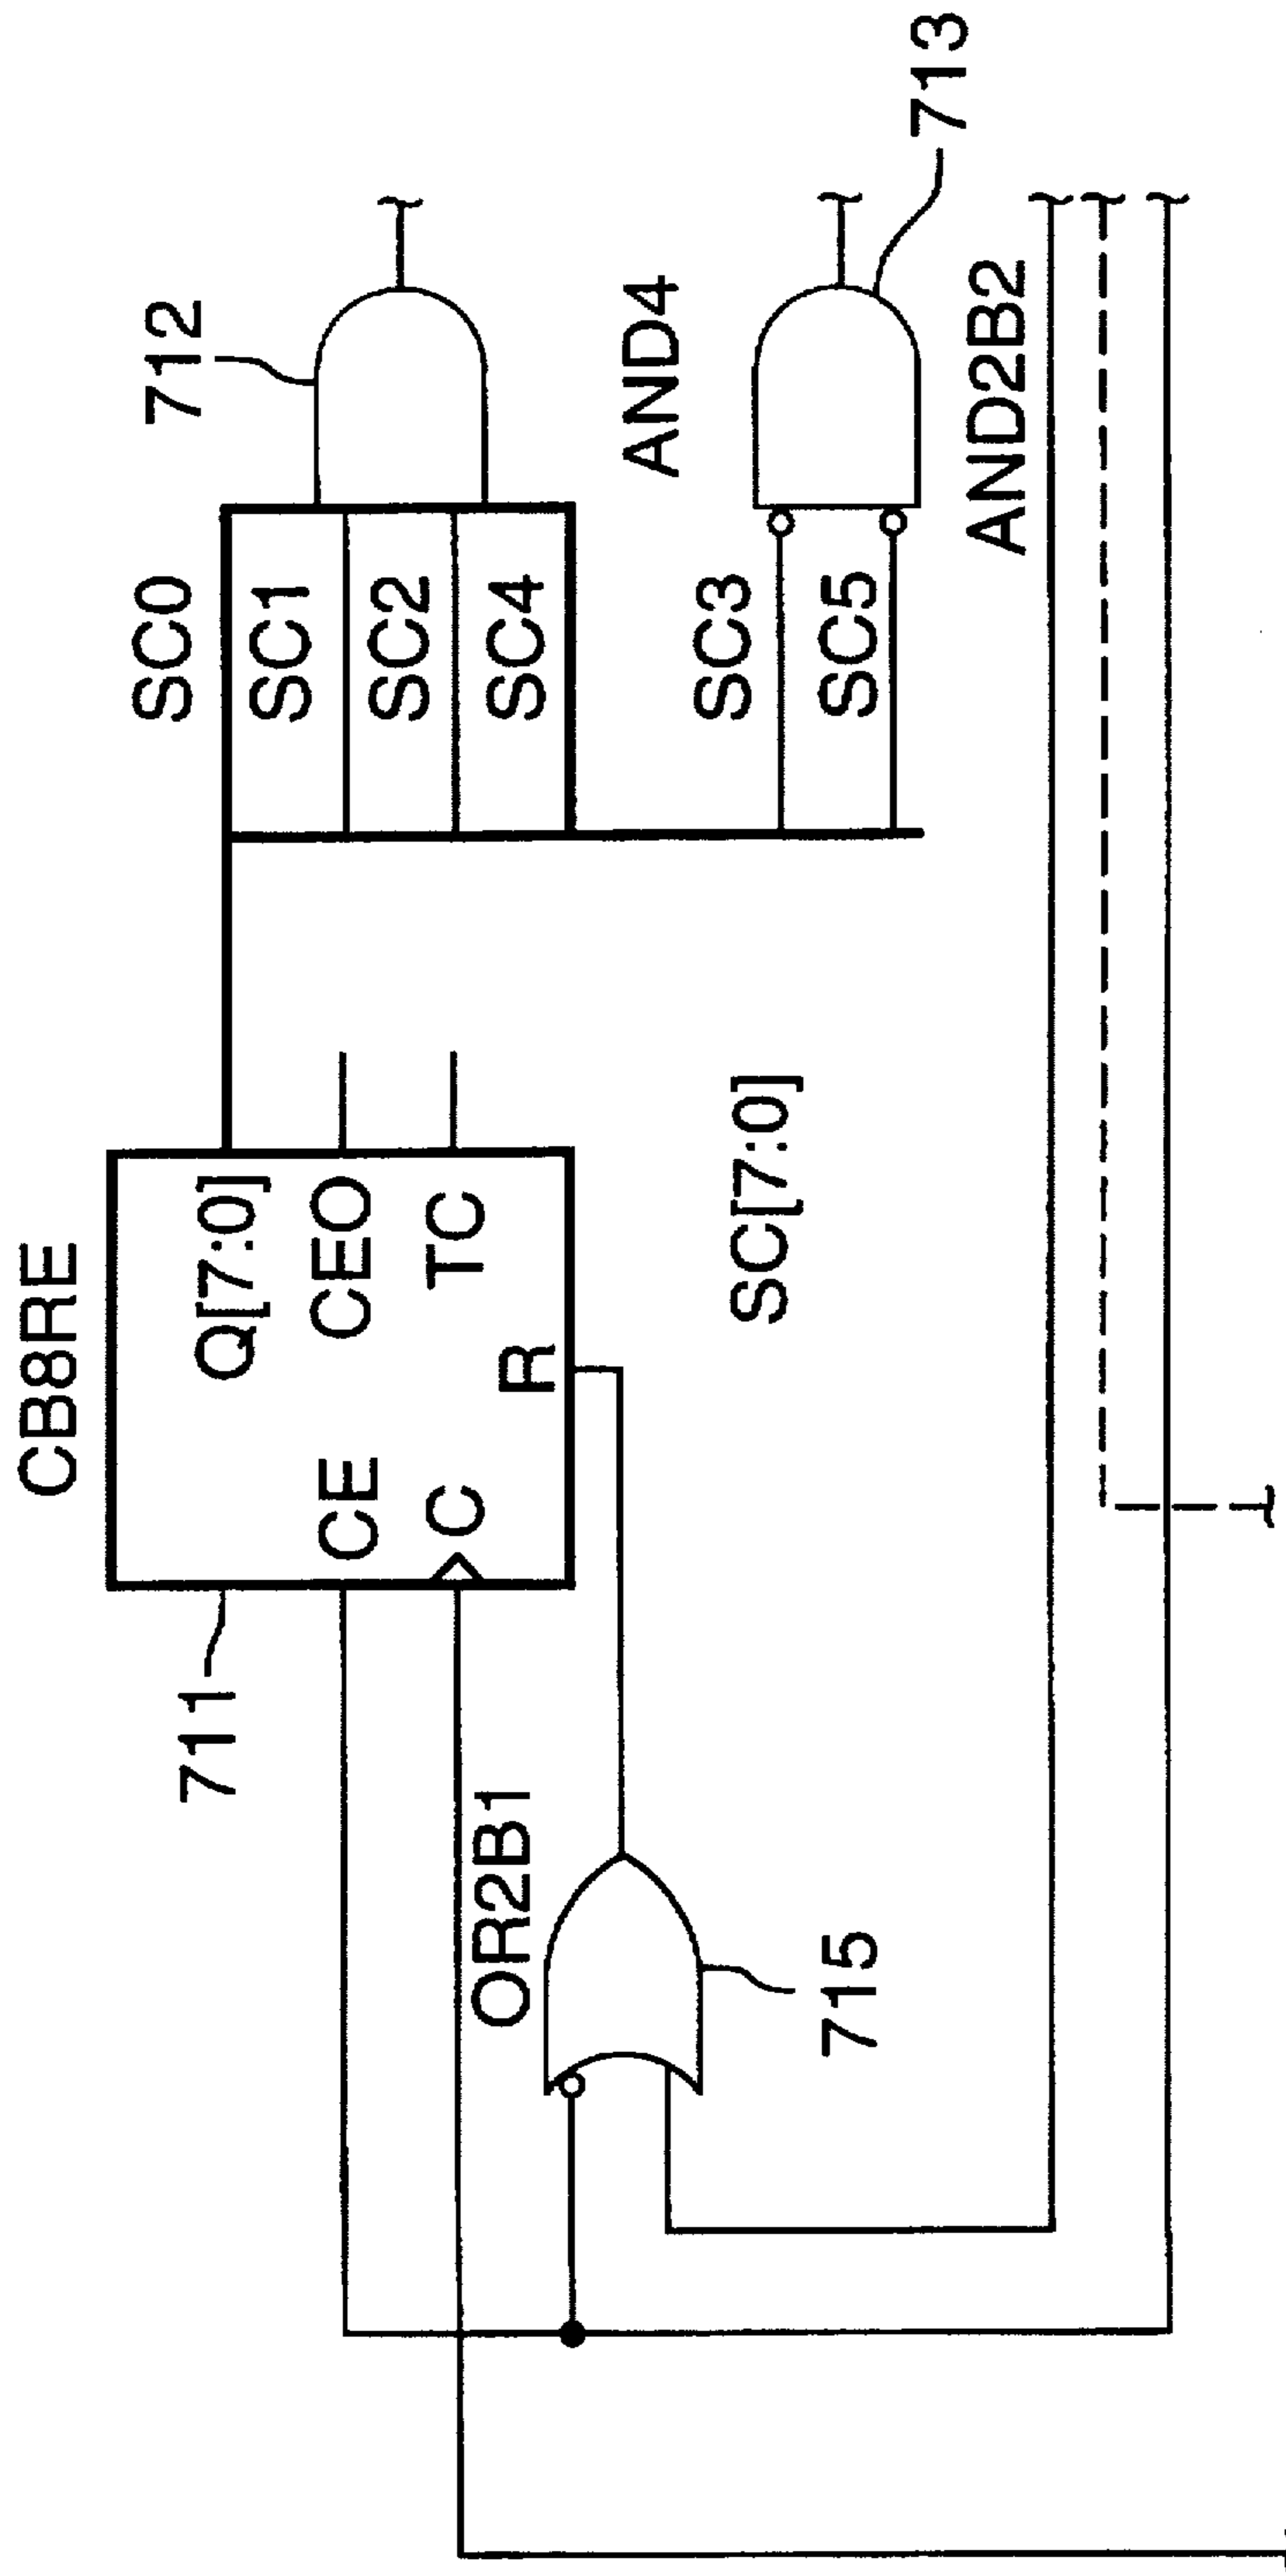 CB8RE
711
Q[7:0]
CE
CEO
C
TC
R
OR2B1
715
SC[7:0]
SC0
SC1
SC2
SC4
712
AND4
SC3
SC5
713
AND2B2